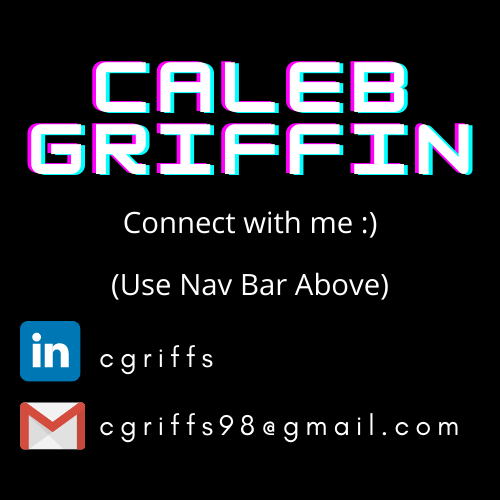 CALEB
GRIFFIN
Connect with me :)
(Use Nav Bar Above)
in cgriffs
cgriffs98@gmail.com